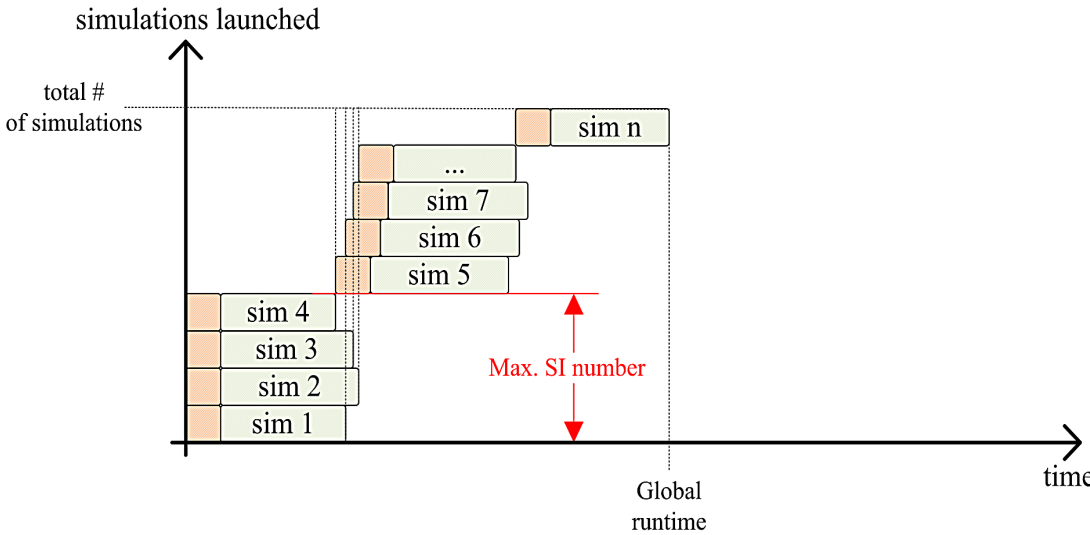 simulations launched
total #
of simulations
sim n
...
sim 7
sim 6
sim 5
sim 4
sim 3
sim 2
sim 1
Max. SI number
time
Global
runtime